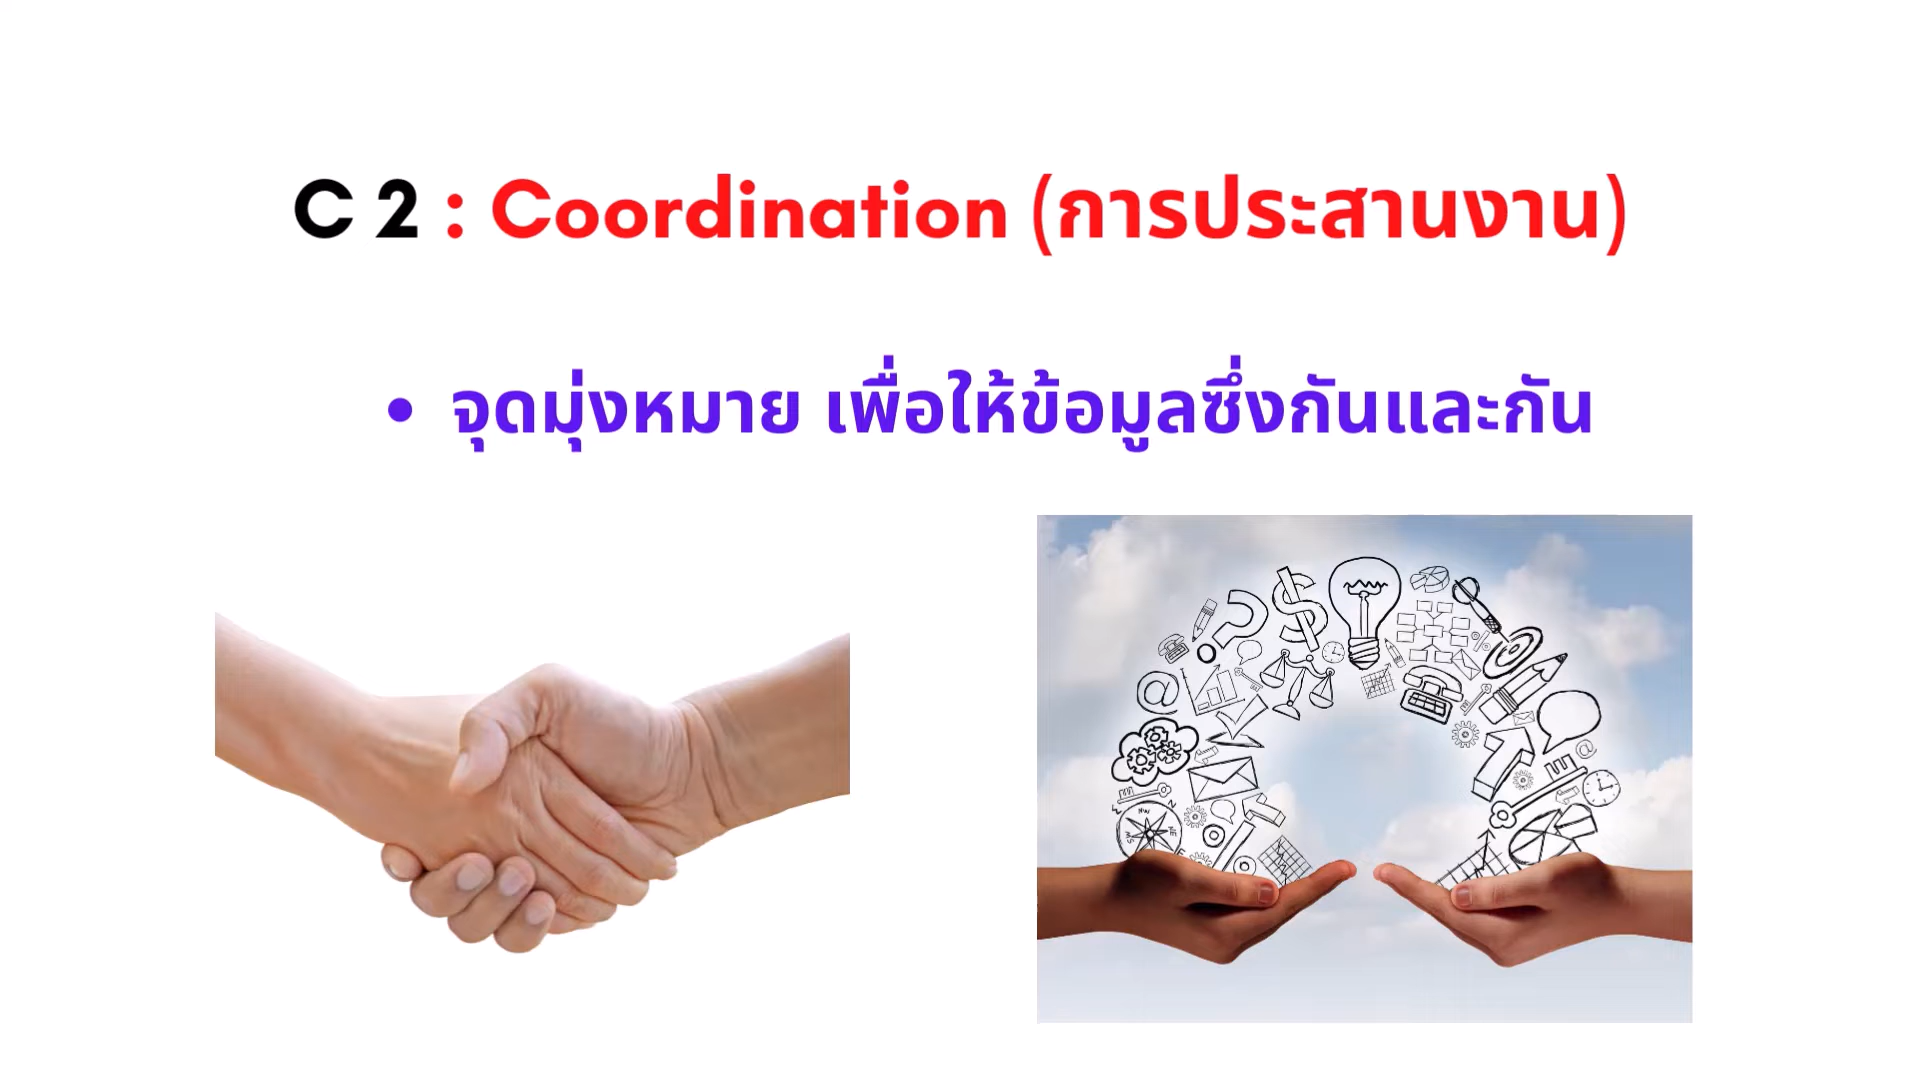 C 2 : Coordination (การประสานงาน)
• จุดมุ่งหมาย เพื่อให้ข้อมูลซึ่งกันและกัน